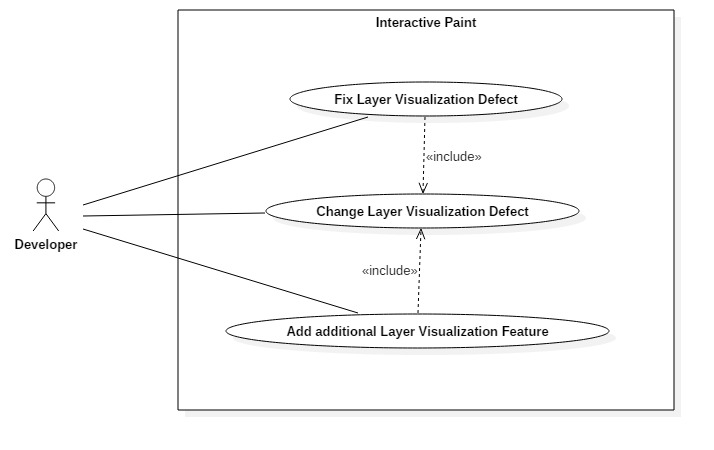 Interactive Paint
Fix Layer Visualization Defect
«include»
Change Layer Visualization Defect
Developer
«include»
Add additional Layer Visualization Feature